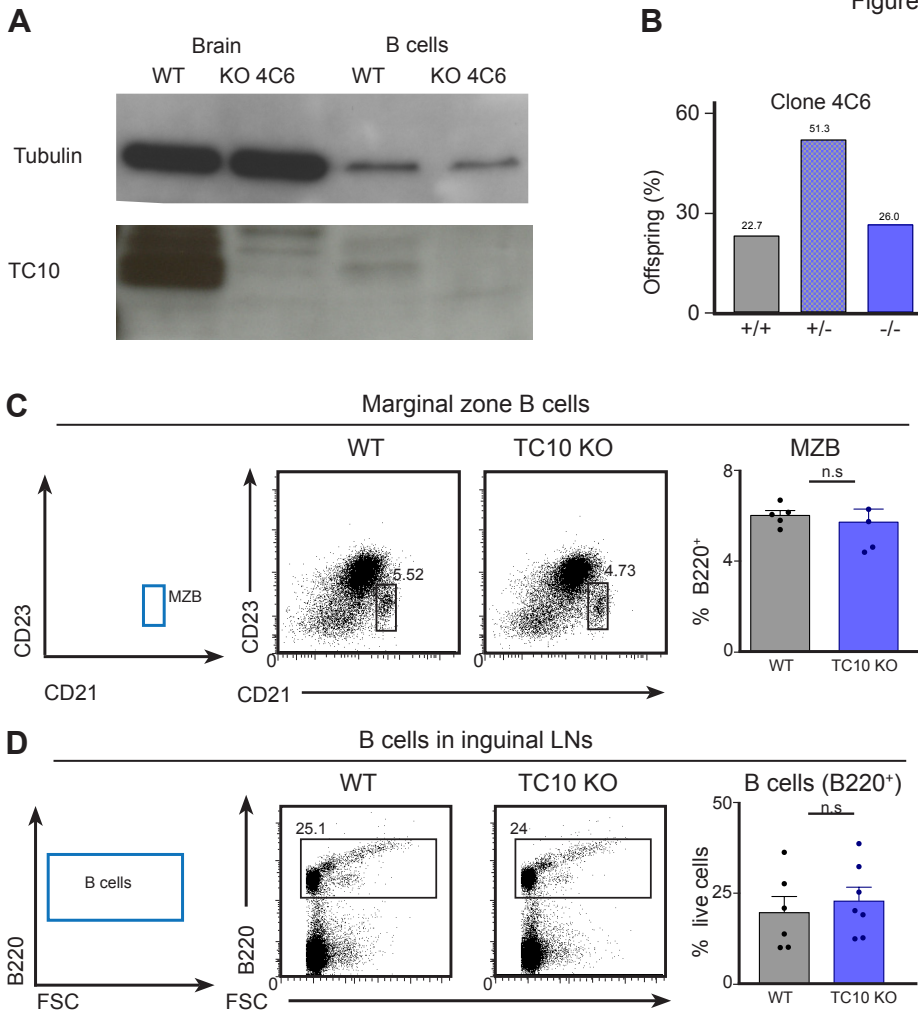 Figure
A
Brain
B cells
WT
KO 4C6
WT
KO 4C6
Tubulin
TC10
B
Clone 4C6
Offspring (%)
60
30
0
22.7
51.3
26.0
+/+
+/-
-/-
C
Marginal zone B cells
CD23
MZB
CD21
WT
TC10 KO
CD23
5.52
4.73
0
0
CD21
MZB
n.s
% B220+
8
4
0
WT
TC10 KO
D
B cells in inguinal LNs
B220
B cells
FSC
WT
TC10 KO
B220
25.1
24
0
0
FSC
B cells (B220+)
n.s
% live cells
50
25
0
WT
TC10 KO